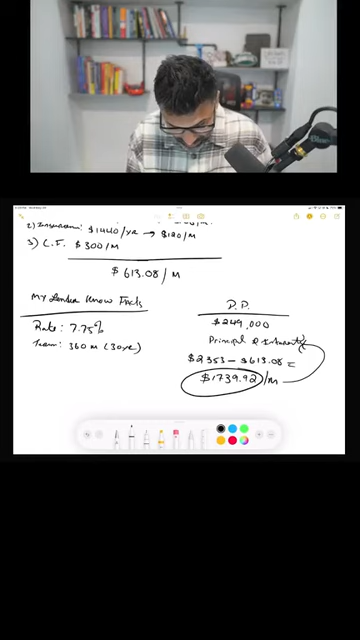 2) Insurance $1440/yr → $120/M
3) C.F. $300/M
$613.08/M
My Lender Know Facts
Rate: 7.75%
Term: 360 M (30yr)
D.P.
$249,000
Principal & Interest
$2353 - $613.08 =
$1739.92/M